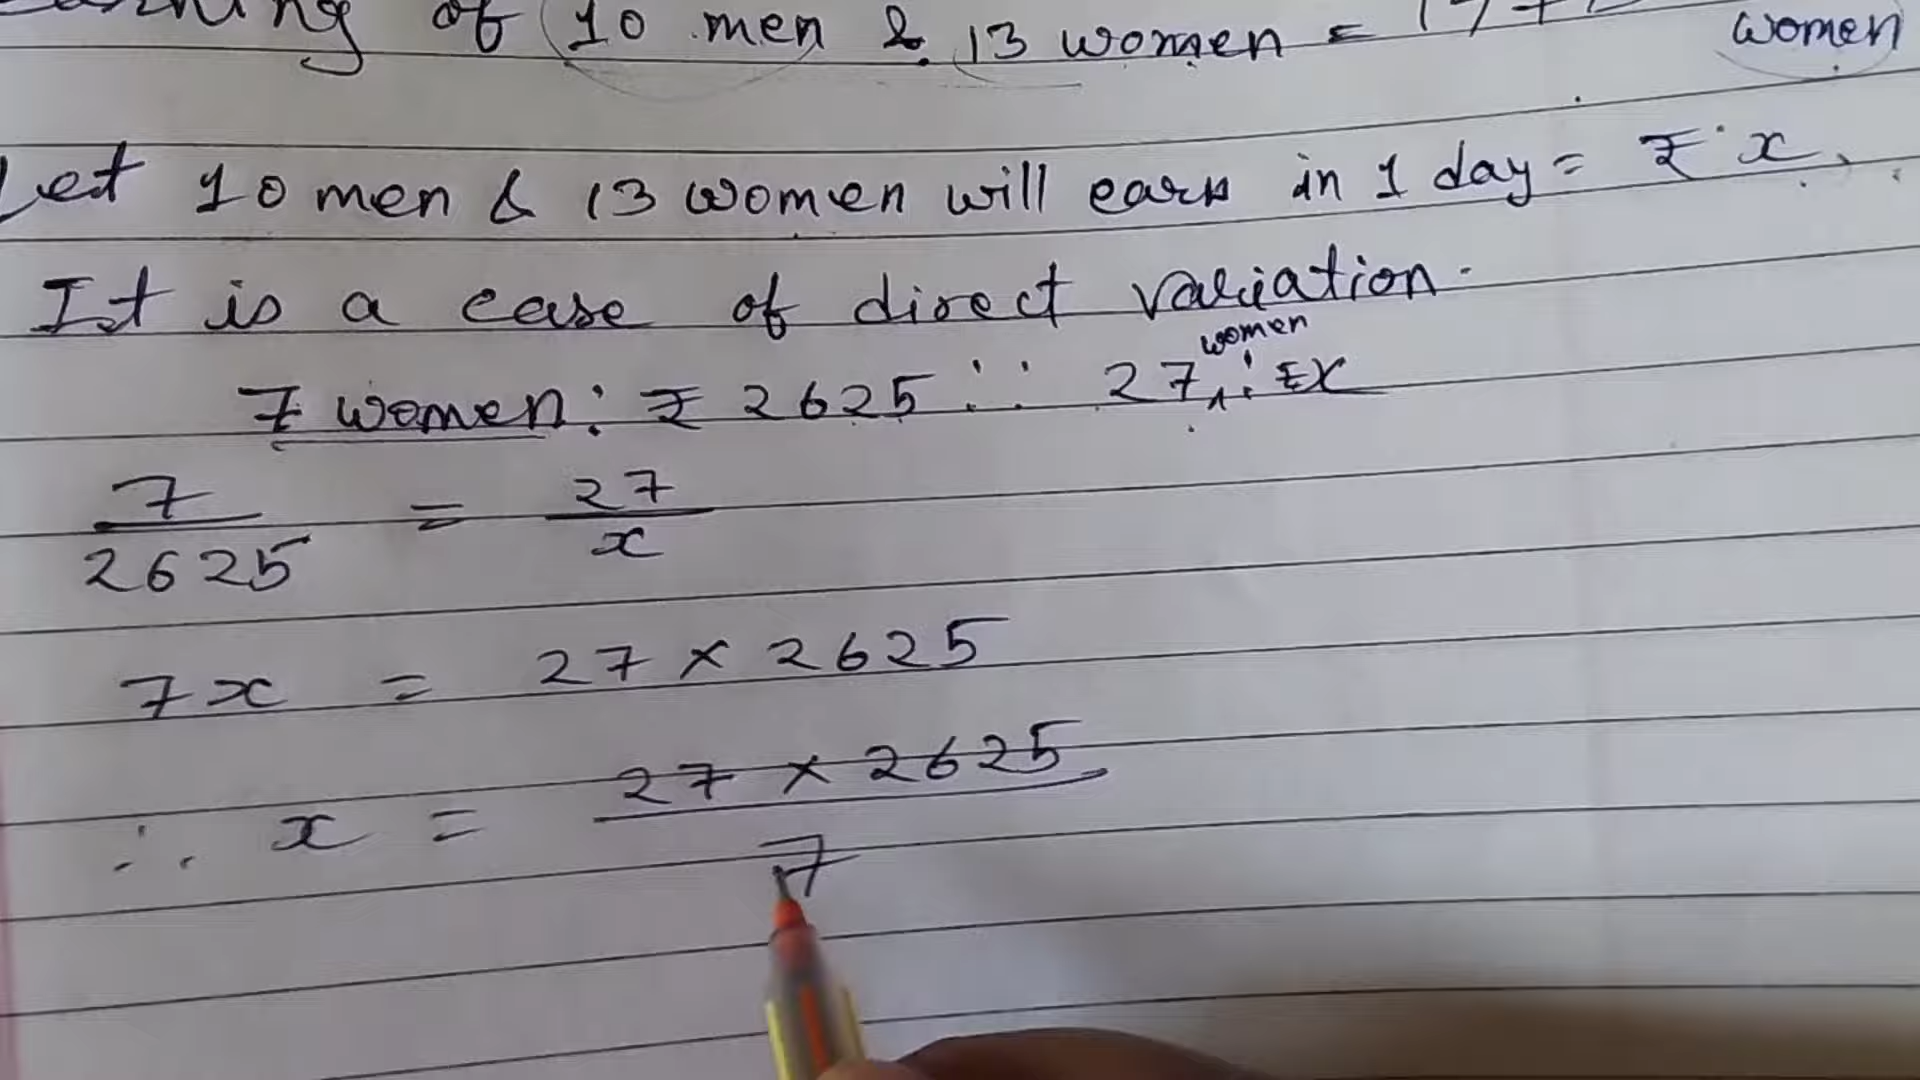 of 10 men & 13 women =
women
Let 10 men & 13 women will earn in 1 day = ₹ x.
It is a case of direct variation.
women
7 women : ₹ 2625 :: 27 : ₹x
7/2625 = 27/x
7x = 27 × 2625
∴ x = 27 × 2625/7